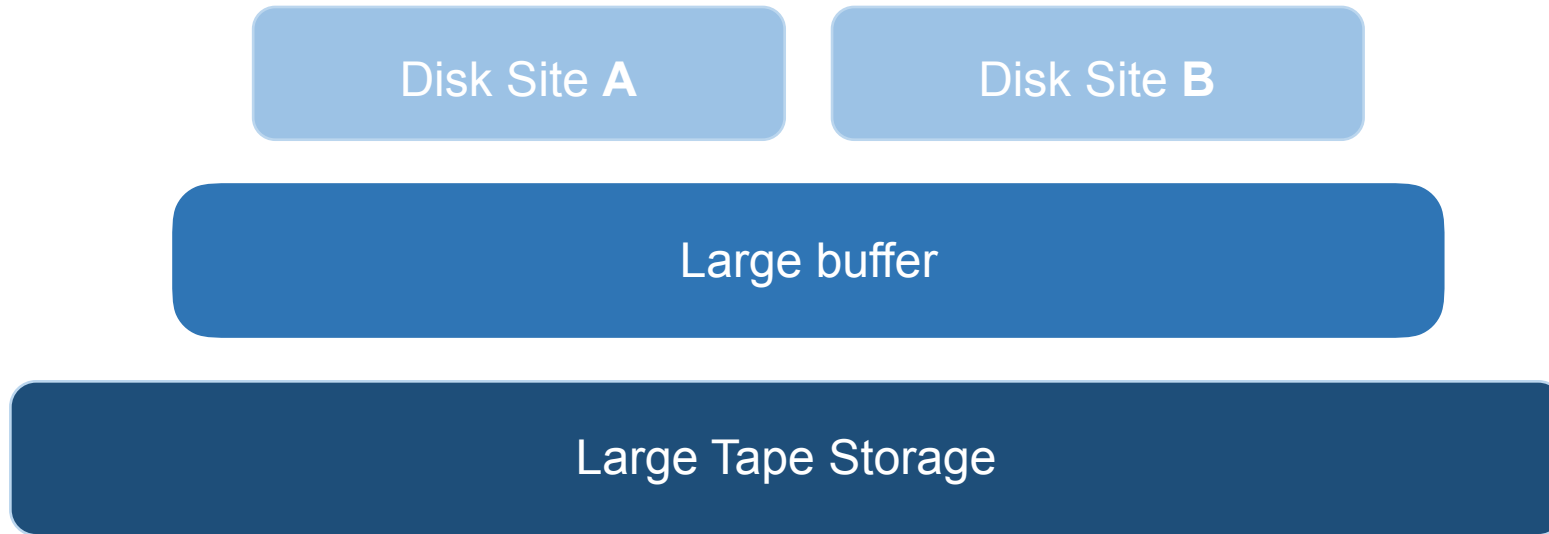 Disk Site A
Disk Site B
Large buffer
Large Tape Storage